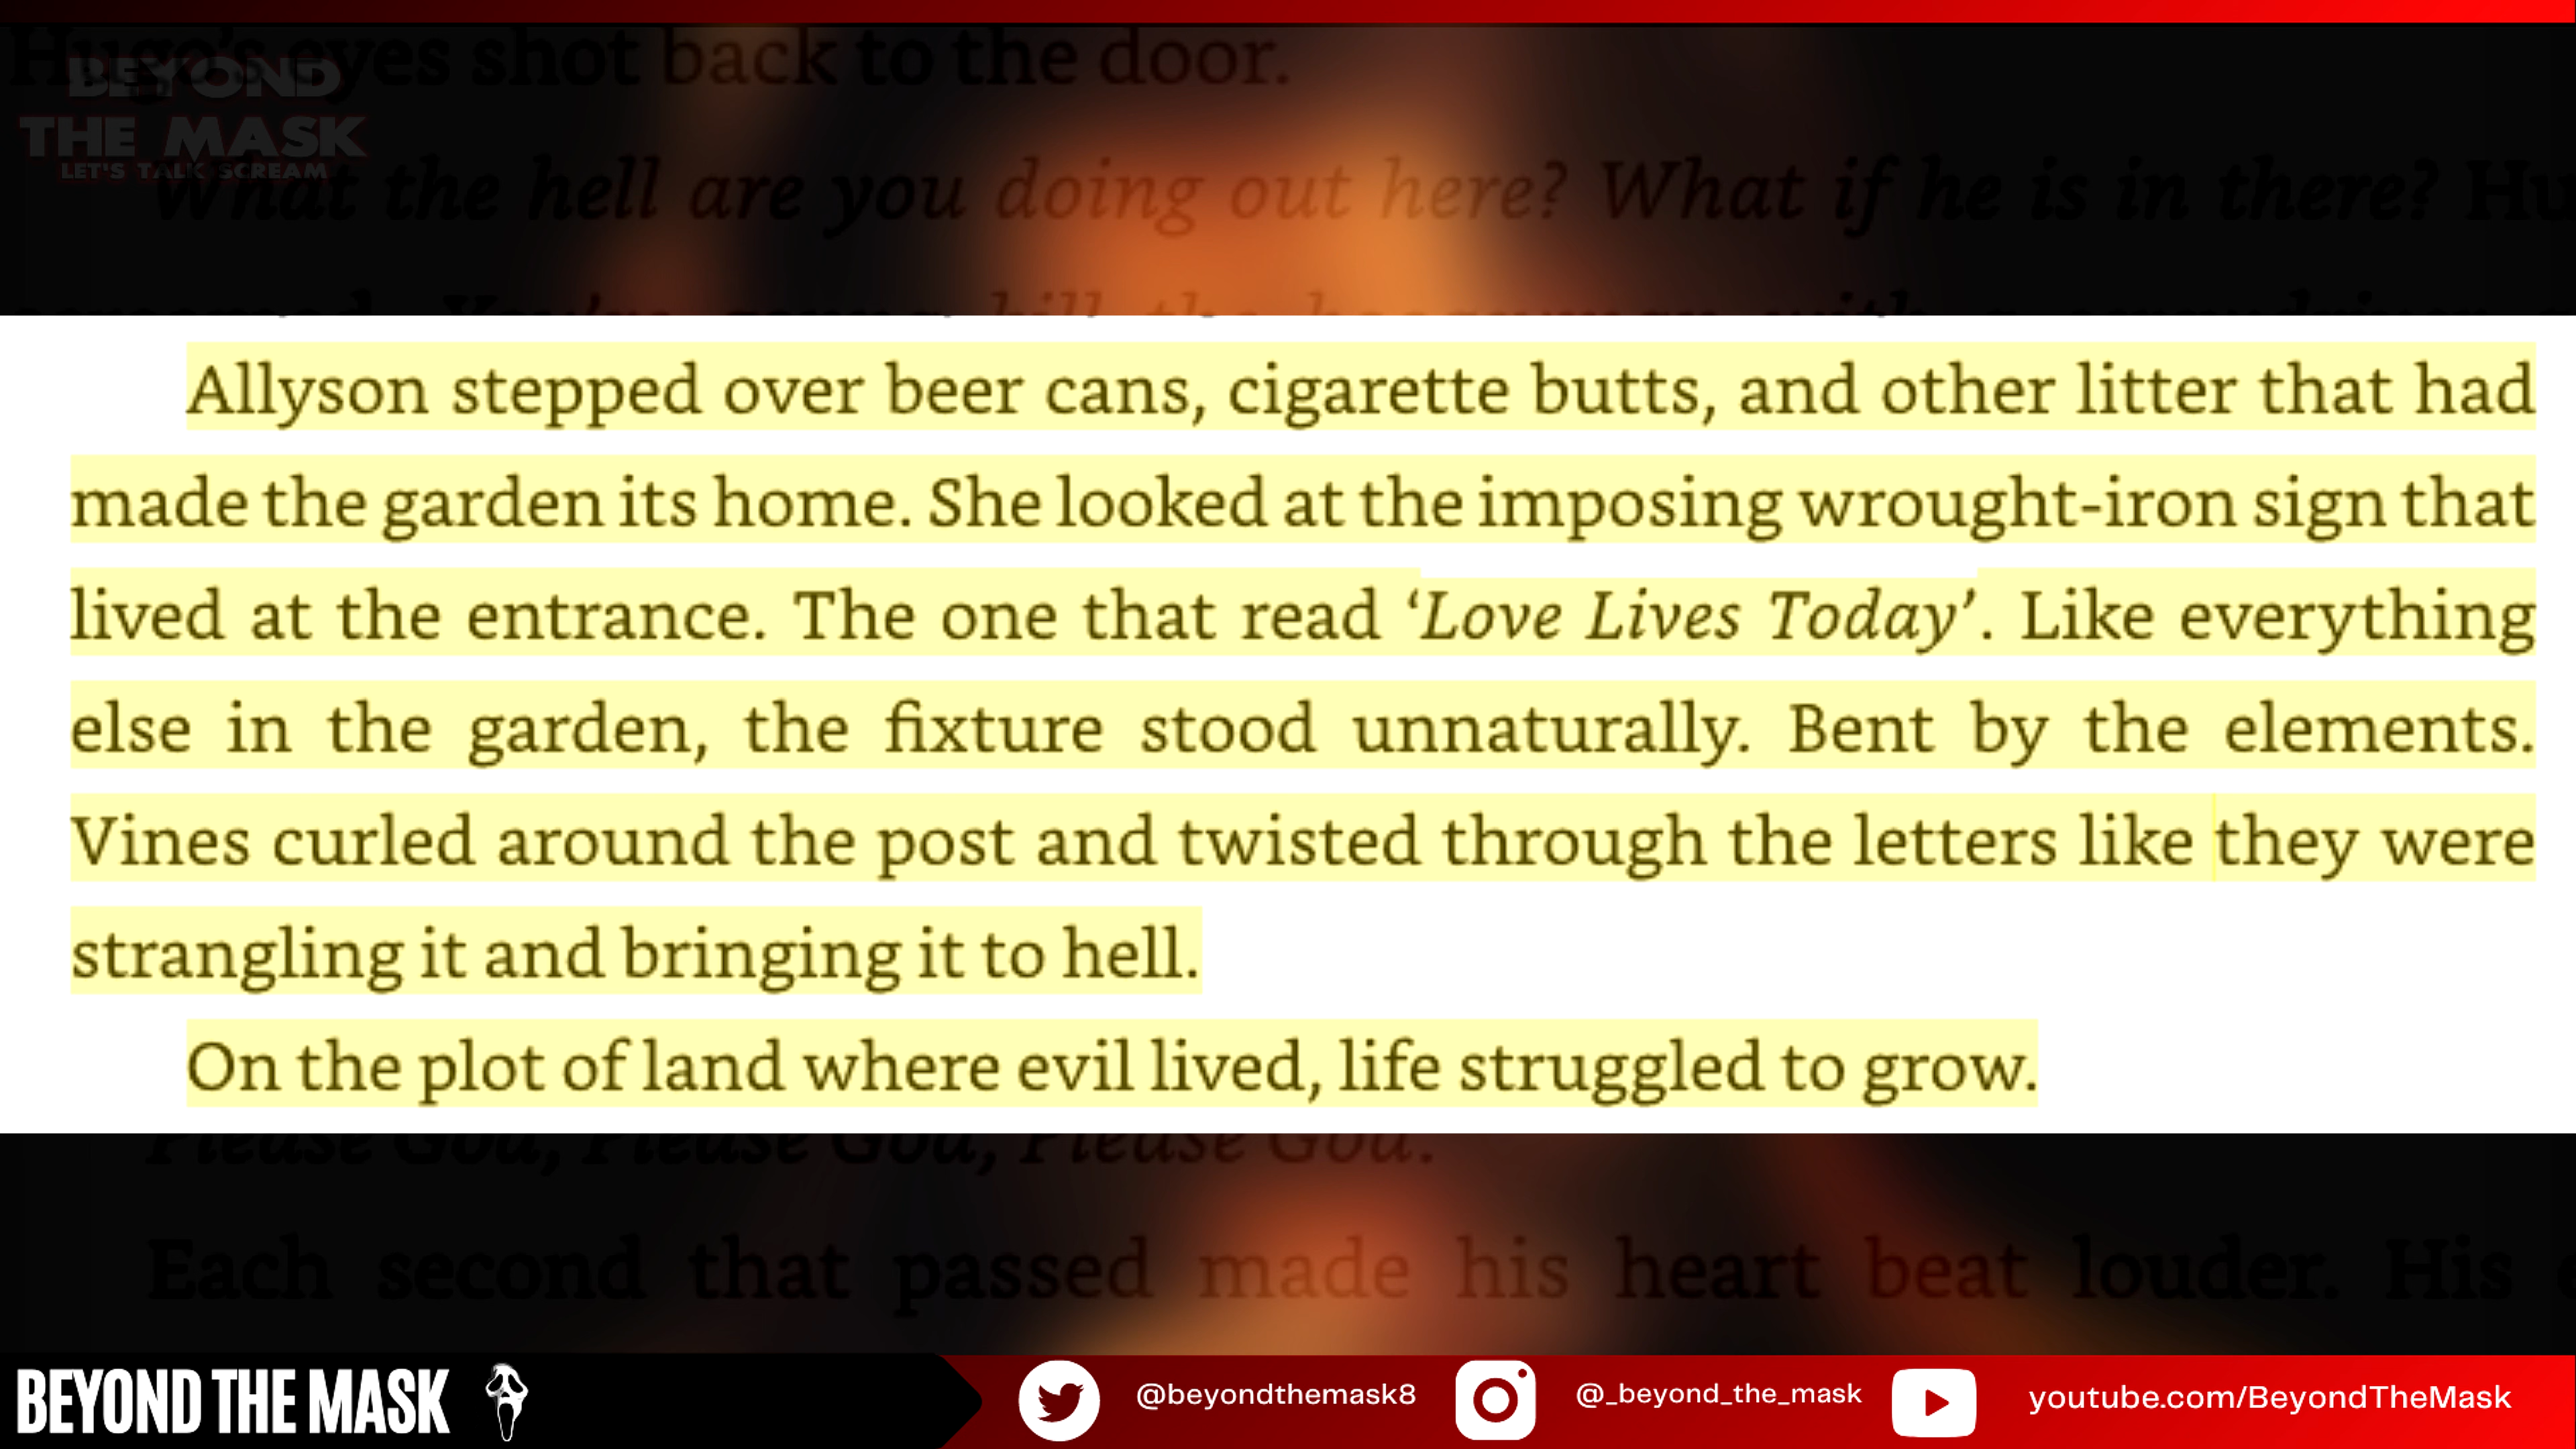 Hugo's eyes shot back to the door.
BEYOND
THE MASK
LET'S TALK SCREAM
What the hell are you doing out here? What if he is in there?
Allyson stepped over beer cans, cigarette butts, and other litter that had
made the garden its home. She looked at the imposing wrought-iron sign that
lived at the entrance. The one that read ‘Love Lives Today’. Like everything
else in the garden, the fixture stood unnaturally. Bent by the elements.
Vines curled around the post and twisted through the letters like they were
strangling it and bringing it to hell.
On the plot of land where evil lived, life struggled to grow.
Please God, Please God, Please God.
Each second that passed made his heart beat louder. His
BEYOND THE MASK
@beyondthemask8
@_beyond_the_mask
youtube.com/BeyondTheMask